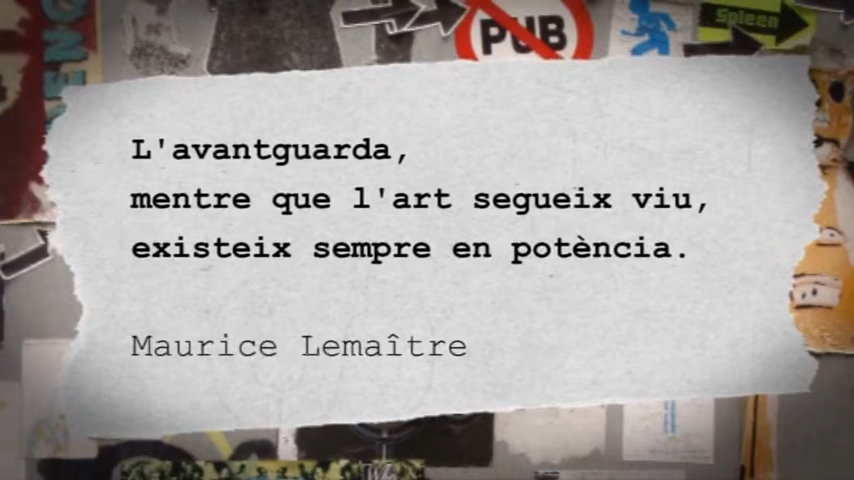 PUB
Spleen
L'avantguarda,
mentre que l'art segueix viu,
existeix sempre en potència.
Maurice Lemaître